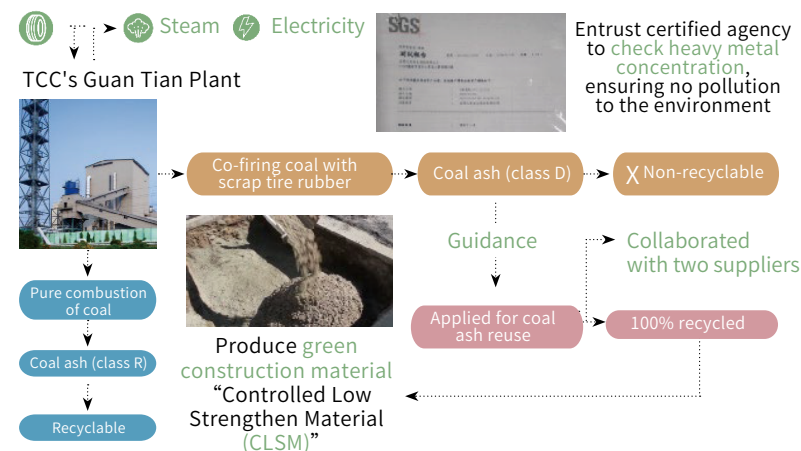 Steam
Electricity
TCC's Guan Tian Plant
SGS
Entrust certified agency
to check heavy metal
concentration,
ensuring no pollution
to the environment
Co-firing coal with
scrap tire rubber
Coal ash (class D)
X Non-recyclable
Guidance
Collaborated
with two suppliers
Pure combustion
of coal
Coal ash (class R)
Recyclable
Applied for coal
ash reuse
100% recycled
Produce green
construction material
“Controlled Low
Strengthen Material
(CLSM)”